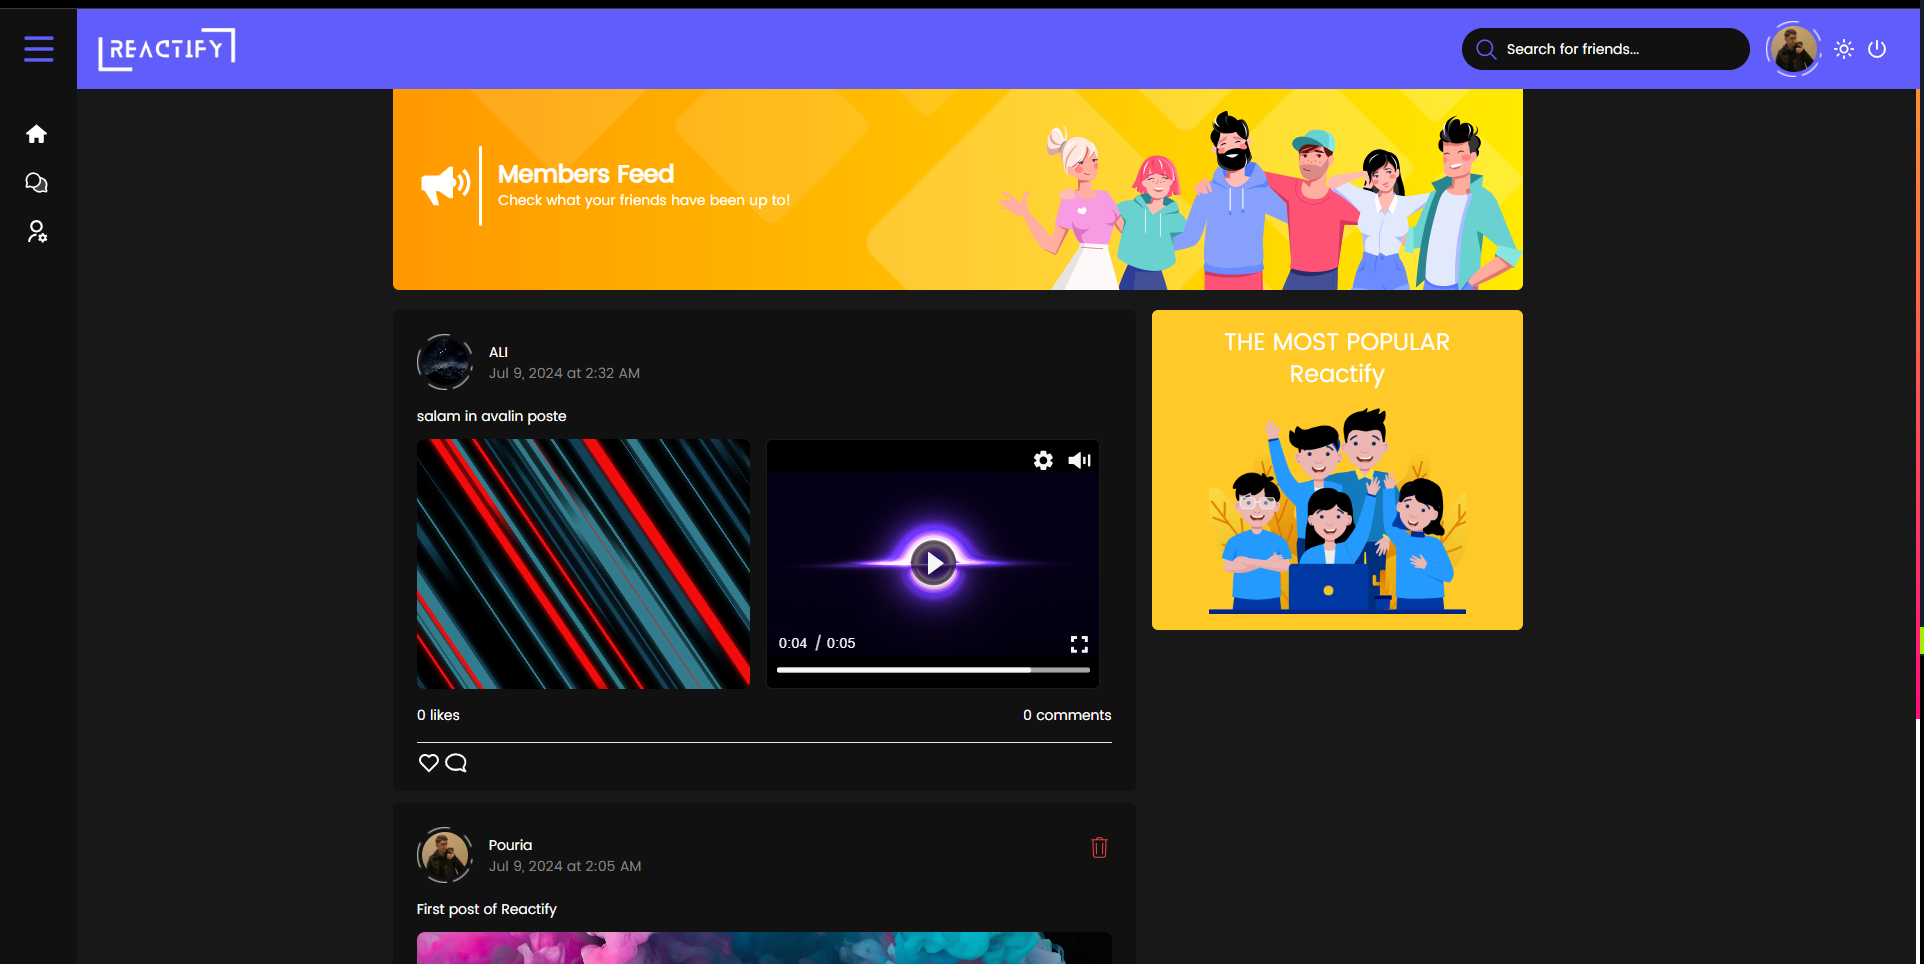 REACTIFY
Search for friends...
Members Feed
Check what your friends have been up to!
ALI
Jul 9, 2024 at 2:32 AM
salam in avalin poste
0:04 / 0:05
0 likes
0 comments
THE MOST POPULAR
Reactify
Pouria
Jul 9, 2024 at 2:05 AM
First post of Reactify